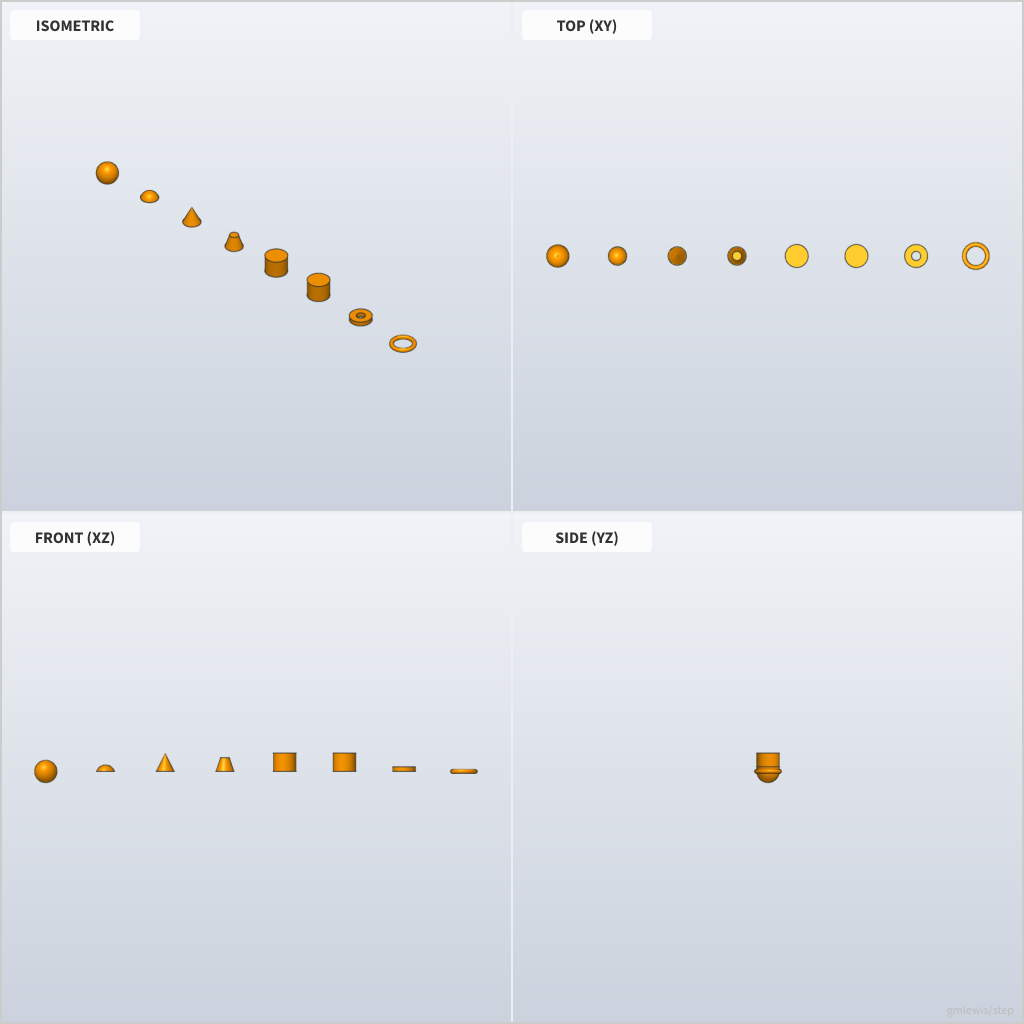 ISOMETRIC
TOP (XY)
FRONT (XZ)
SIDE (YZ)
gmlewis/step